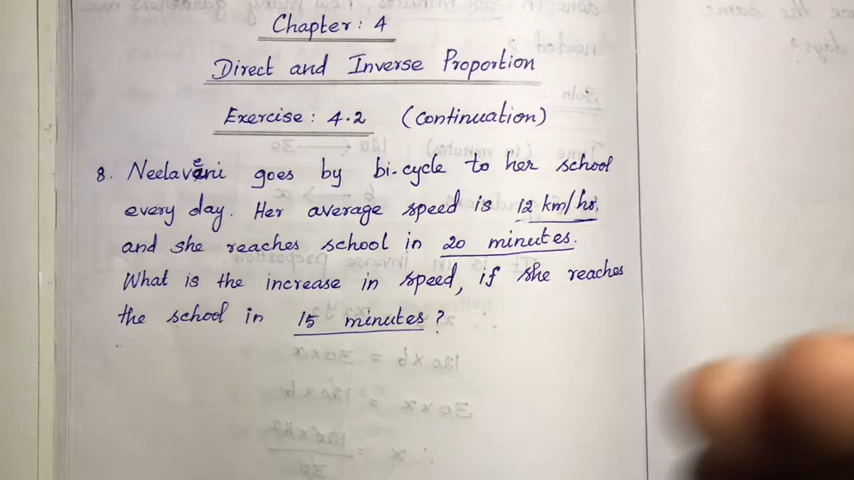 Chapter : 4
Direct and Inverse Proportion
Exercise : 4.2 (Continuation)
8. Neelaveni goes by bi-cycle to her school
every day. Her average speed is 12 km/hr.
and she reaches school in 20 minutes.
What is the increase in speed, if she reaches
the school in 15 minutes ?